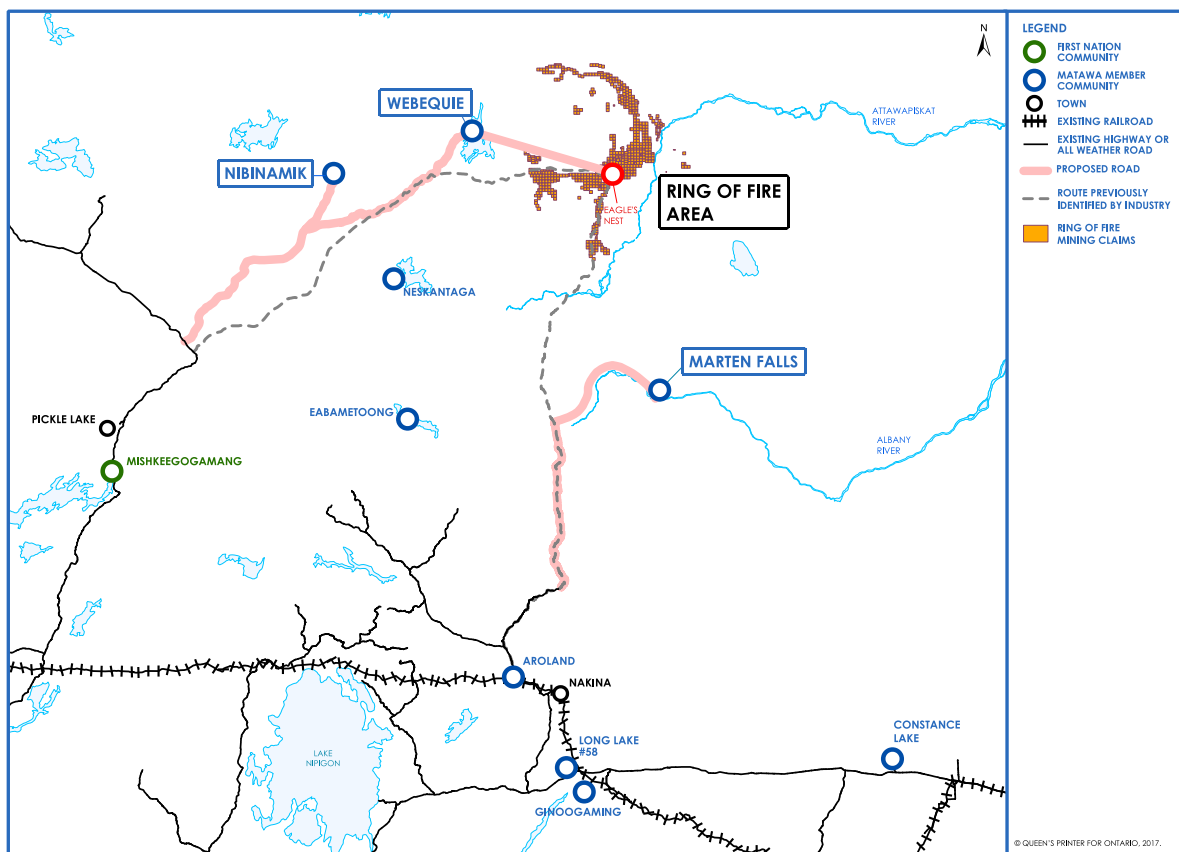 N
WEBEQUIE
ATTAWAPISKAT
RIVER
NIBINAMIK
RING OF FIRE
AREA
EAGLE'S
NEST
NESKANTAGA
MARTEN FALLS
EABAMETOONG
PICKLE LAKE
MISHKEEGOGAMANG
ALBANY
RIVER
AROLAND
NAKINA
LONG LAKE
#58
CONSTANCE
LAKE
LAKE
NIPIGON
GINOOGAMING
LEGEND
FIRST NATION
COMMUNITY
MATAWA MEMBER
COMMUNITY
TOWN
EXISTING RAILROAD
EXISTING HIGHWAY OR
ALL WEATHER ROAD
PROPOSED ROAD
ROUTE PREVIOUSLY
IDENTIFIED BY INDUSTRY
RING OF FIRE
MINING CLAIMS
© QUEEN'S PRINTER FOR ONTARIO, 2017.